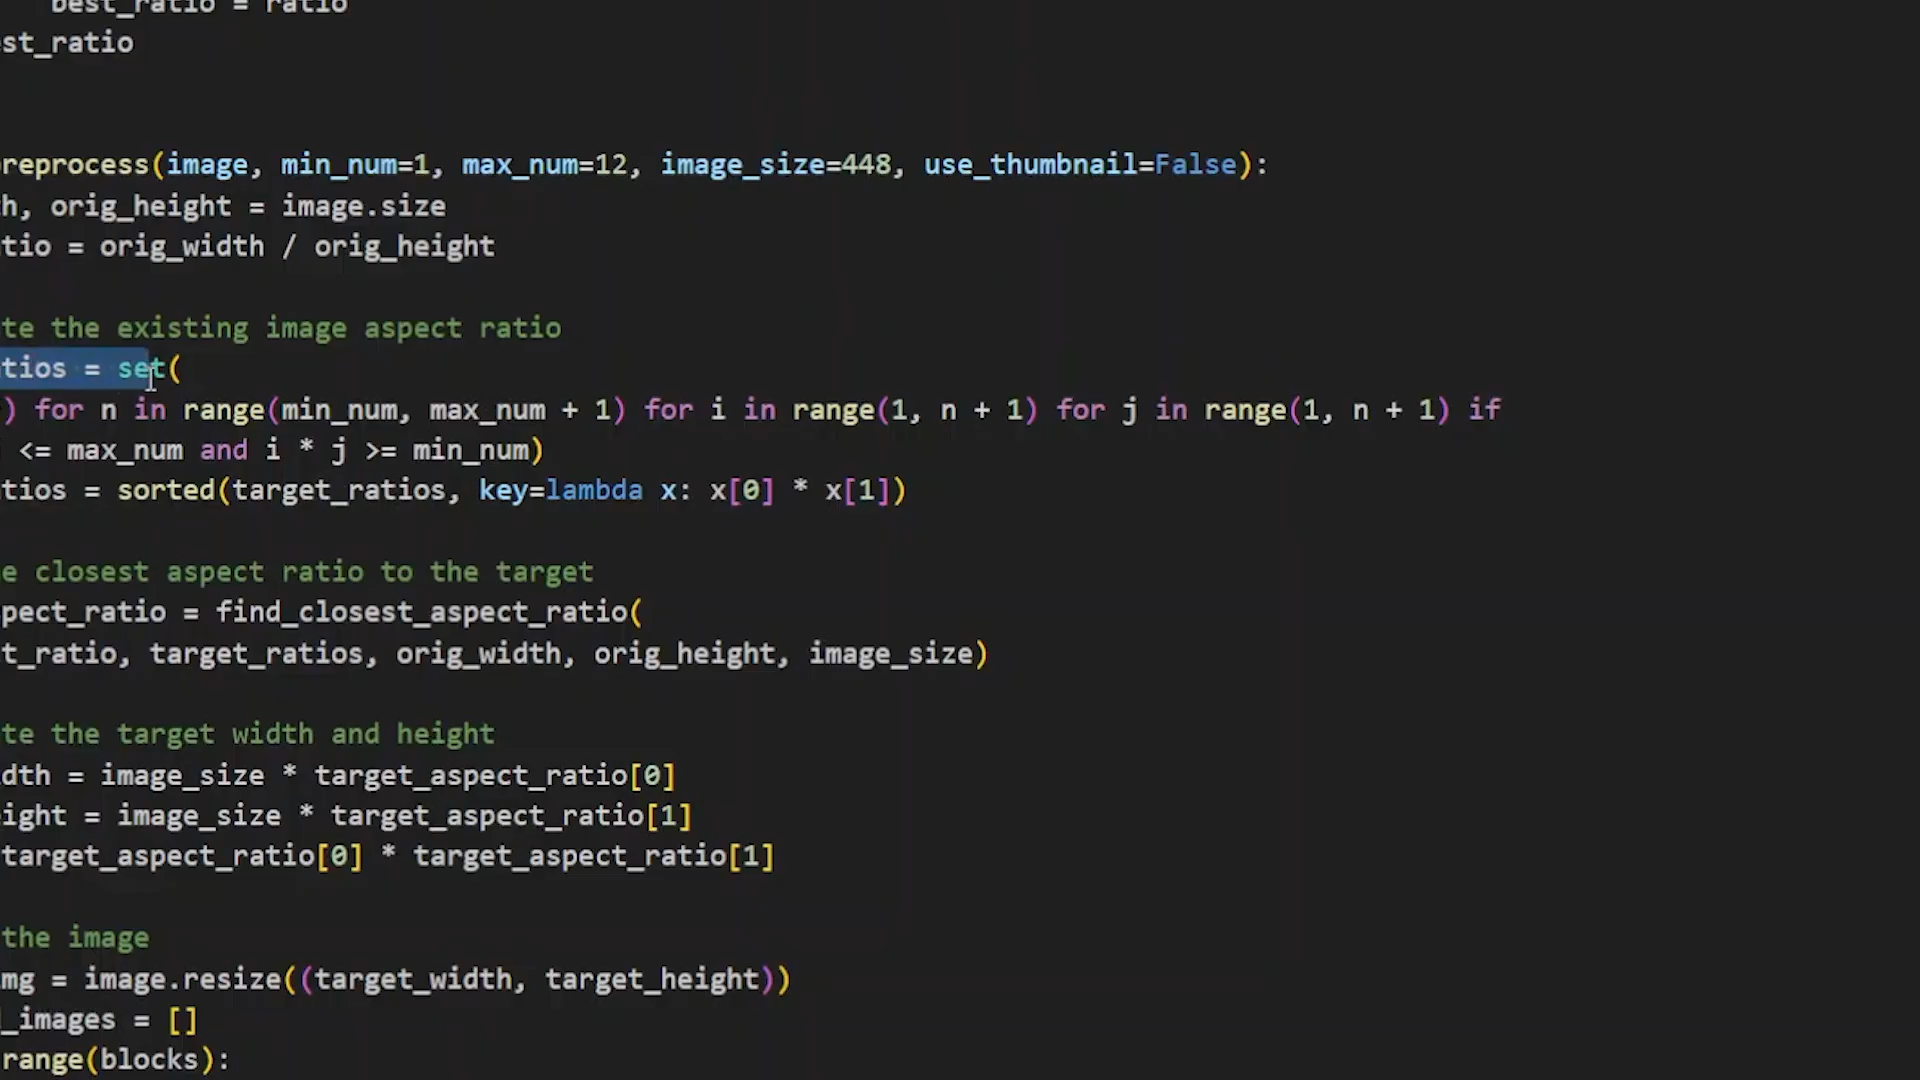 best_ratio = ratio
st_ratio
reprocess(image, min_num=1, max_num=12, image_size=448, use_thumbnail=False):
h, orig_height = image.size
tio = orig_width / orig_height
te the existing image aspect ratio
tios = set(
) for n in range(min_num, max_num + 1) for i in range(1, n + 1) for j in range(1, n + 1) if
<= max_num and i * j >= min_num)
tios = sorted(target_ratios, key=lambda x: x[0] * x[1])
e closest aspect ratio to the target
pect_ratio = find_closest_aspect_ratio(
t_ratio, target_ratios, orig_width, orig_height, image_size)
te the target width and height
dth = image_size * target_aspect_ratio[0]
ight = image_size * target_aspect_ratio[1]
target_aspect_ratio[0] * target_aspect_ratio[1]
the image
mg = image.resize((target_width, target_height))
_images = []
range(blocks):